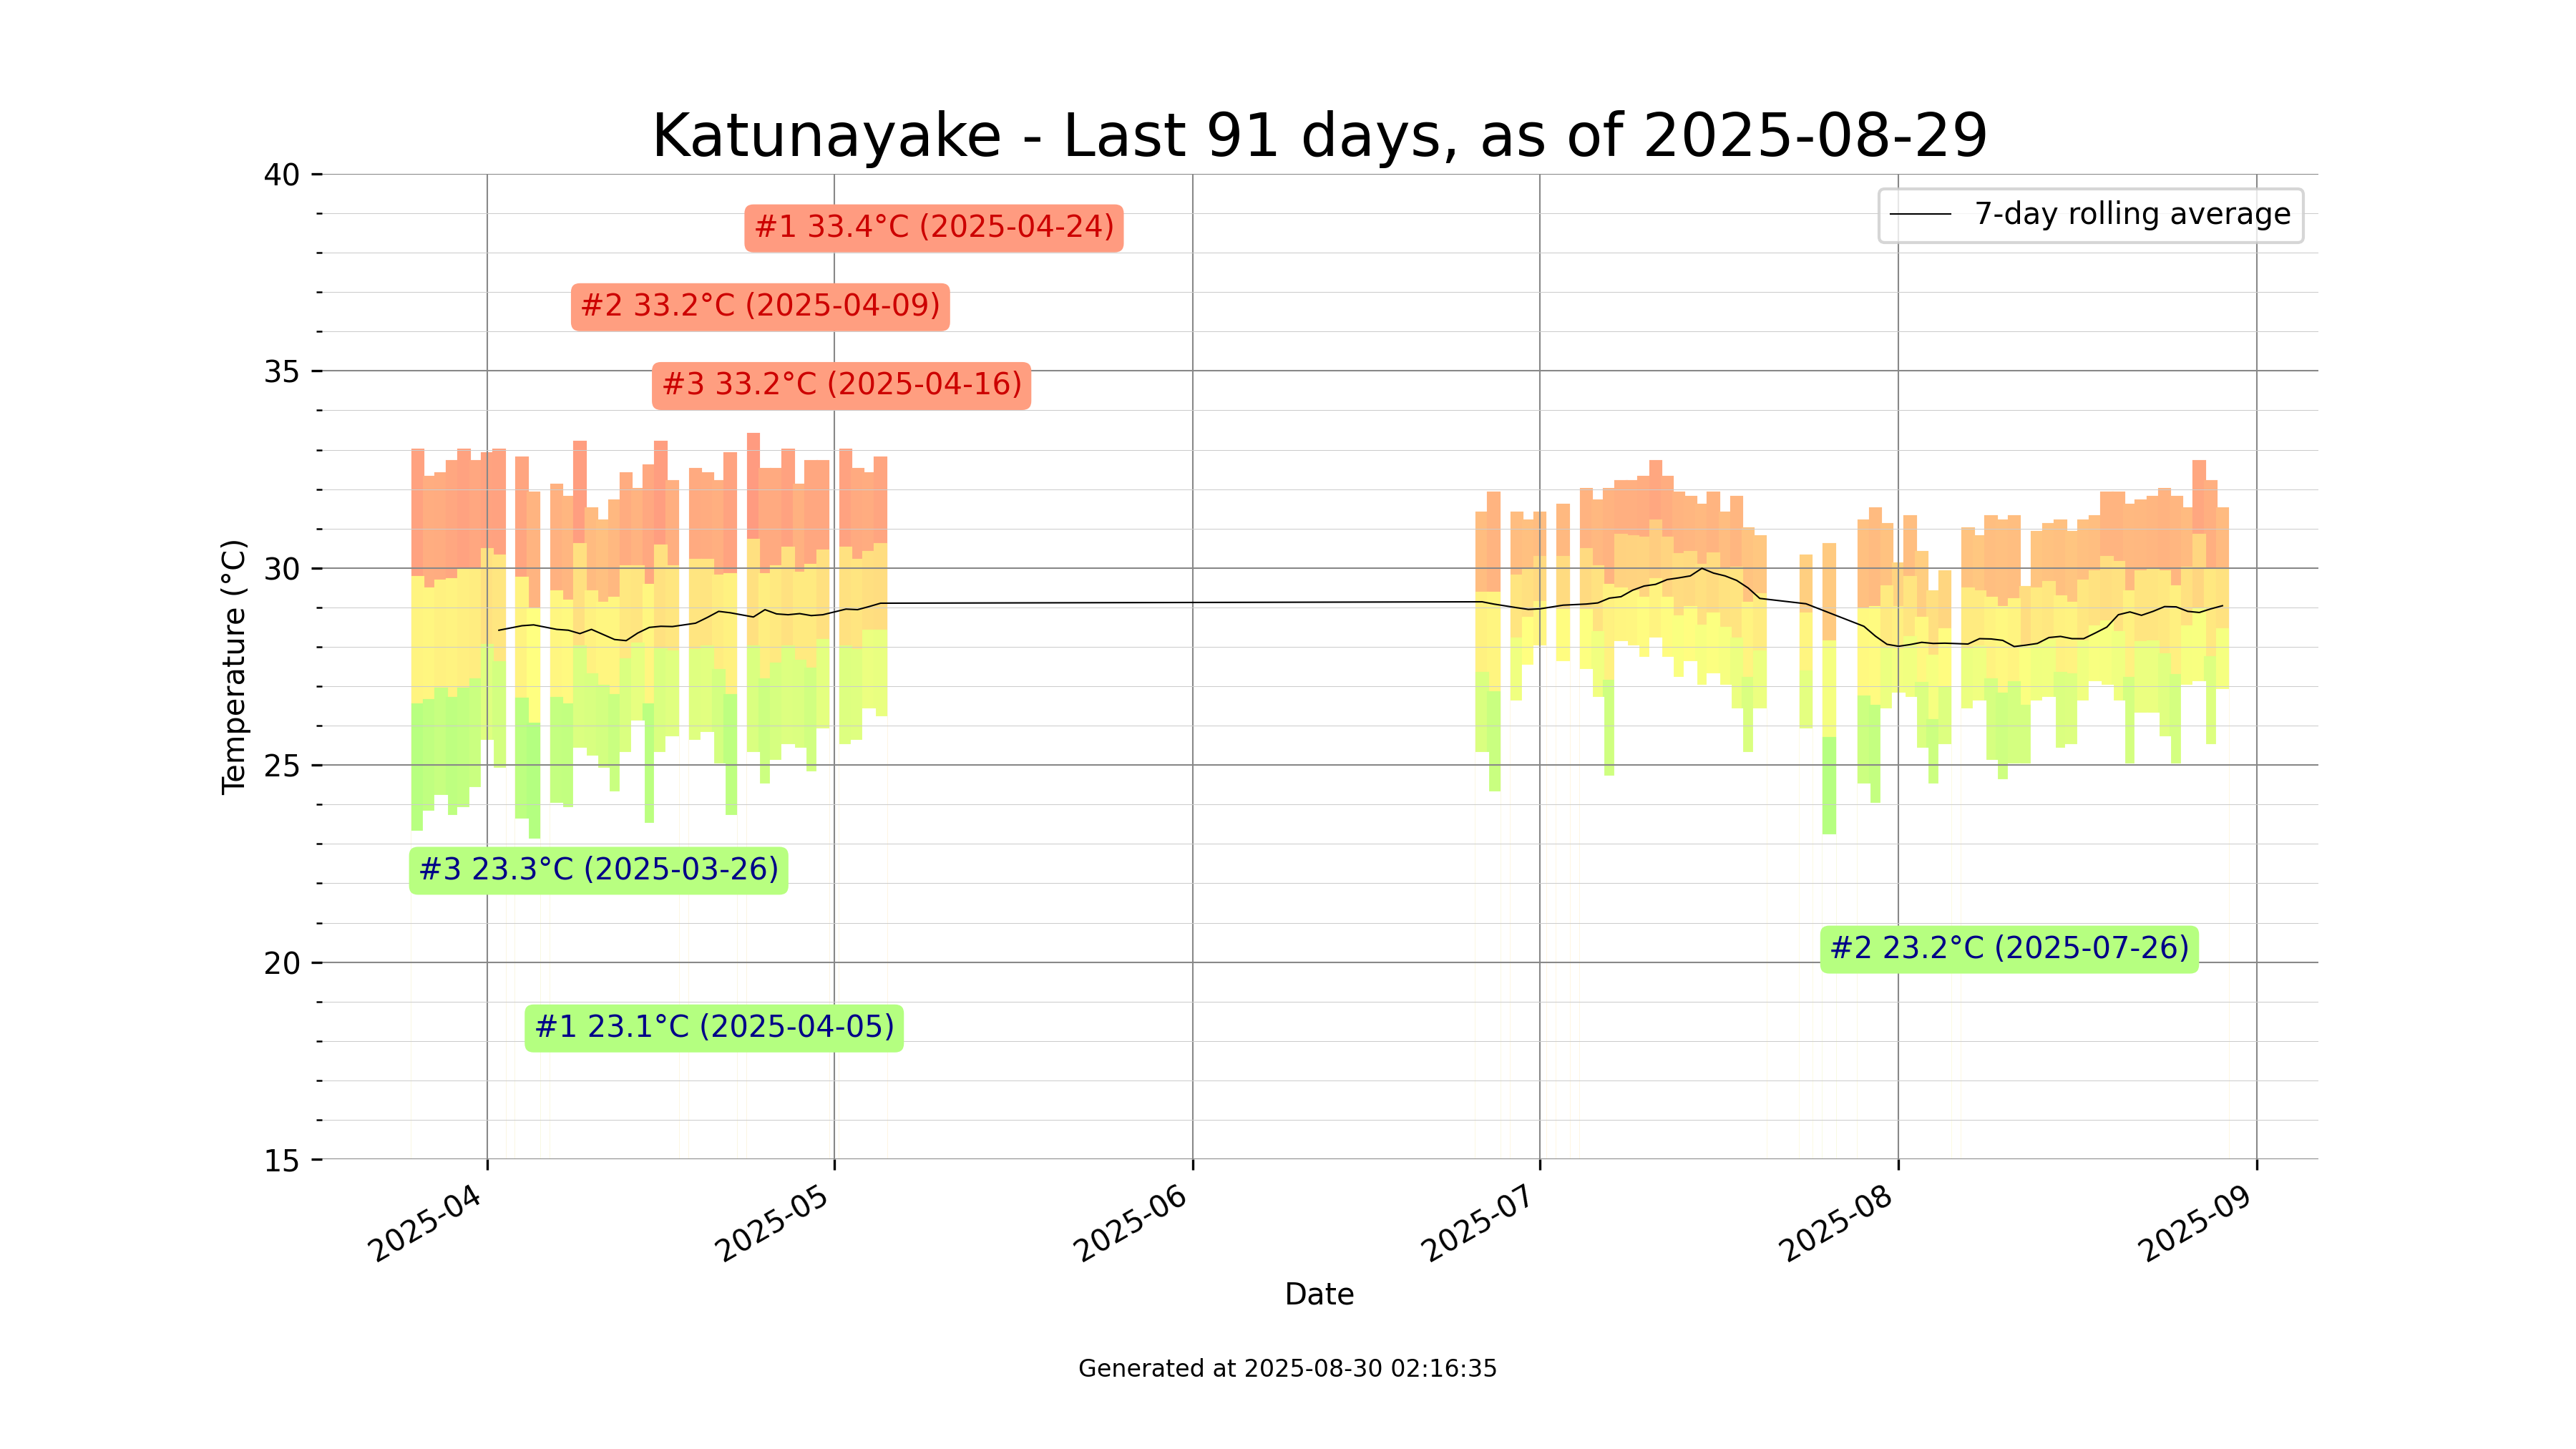 Katunayake - Last 91 days, as of 2025-08-29
40
35
30
25
20
15
Temperature (°C)
7-day rolling average
#1 33.4°C (2025-04-24)
#2 33.2°C (2025-04-09)
#3 33.2°C (2025-04-16)
#3 23.3°C (2025-03-26)
#2 23.2°C (2025-07-26)
#1 23.1°C (2025-04-05)
2025-04
2025-05
2025-06
2025-07
2025-08
2025-09
Date
Generated at 2025-08-30 02:16:35